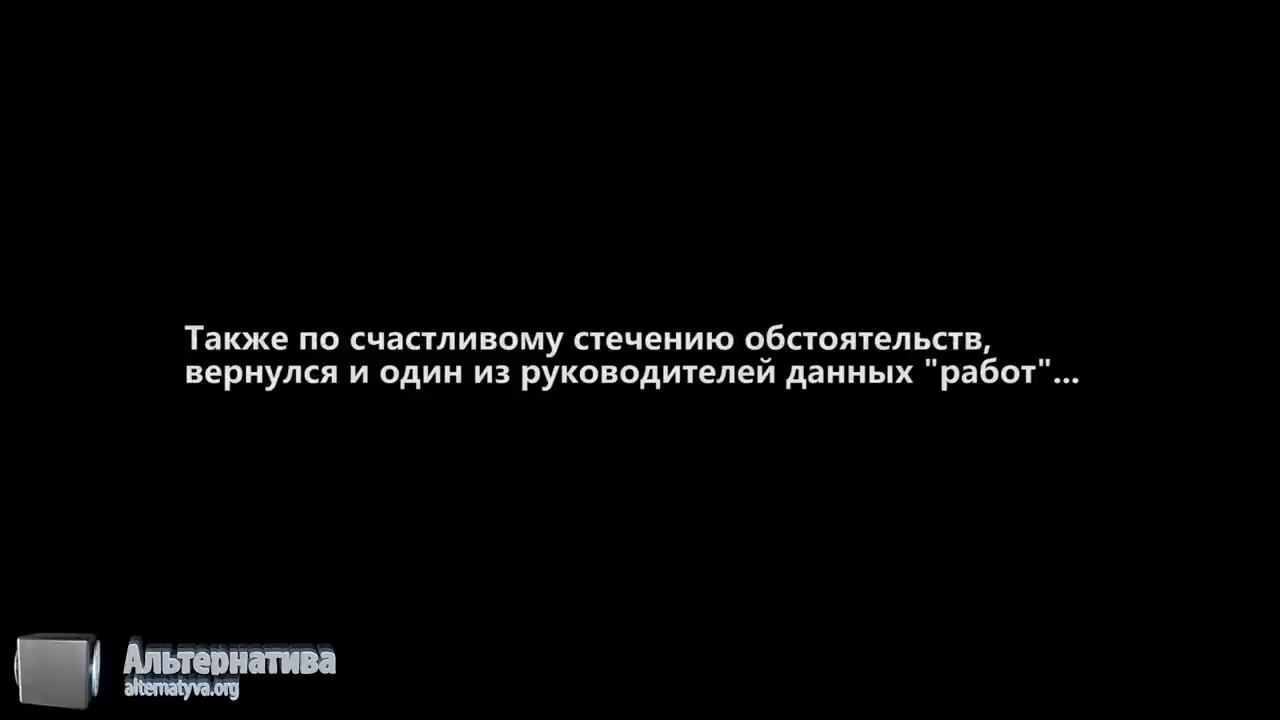 Также по счастливому стечению обстоятельств,
вернулся и один из руководителей данных "работ"...
Альтернатива
alternatyva.org